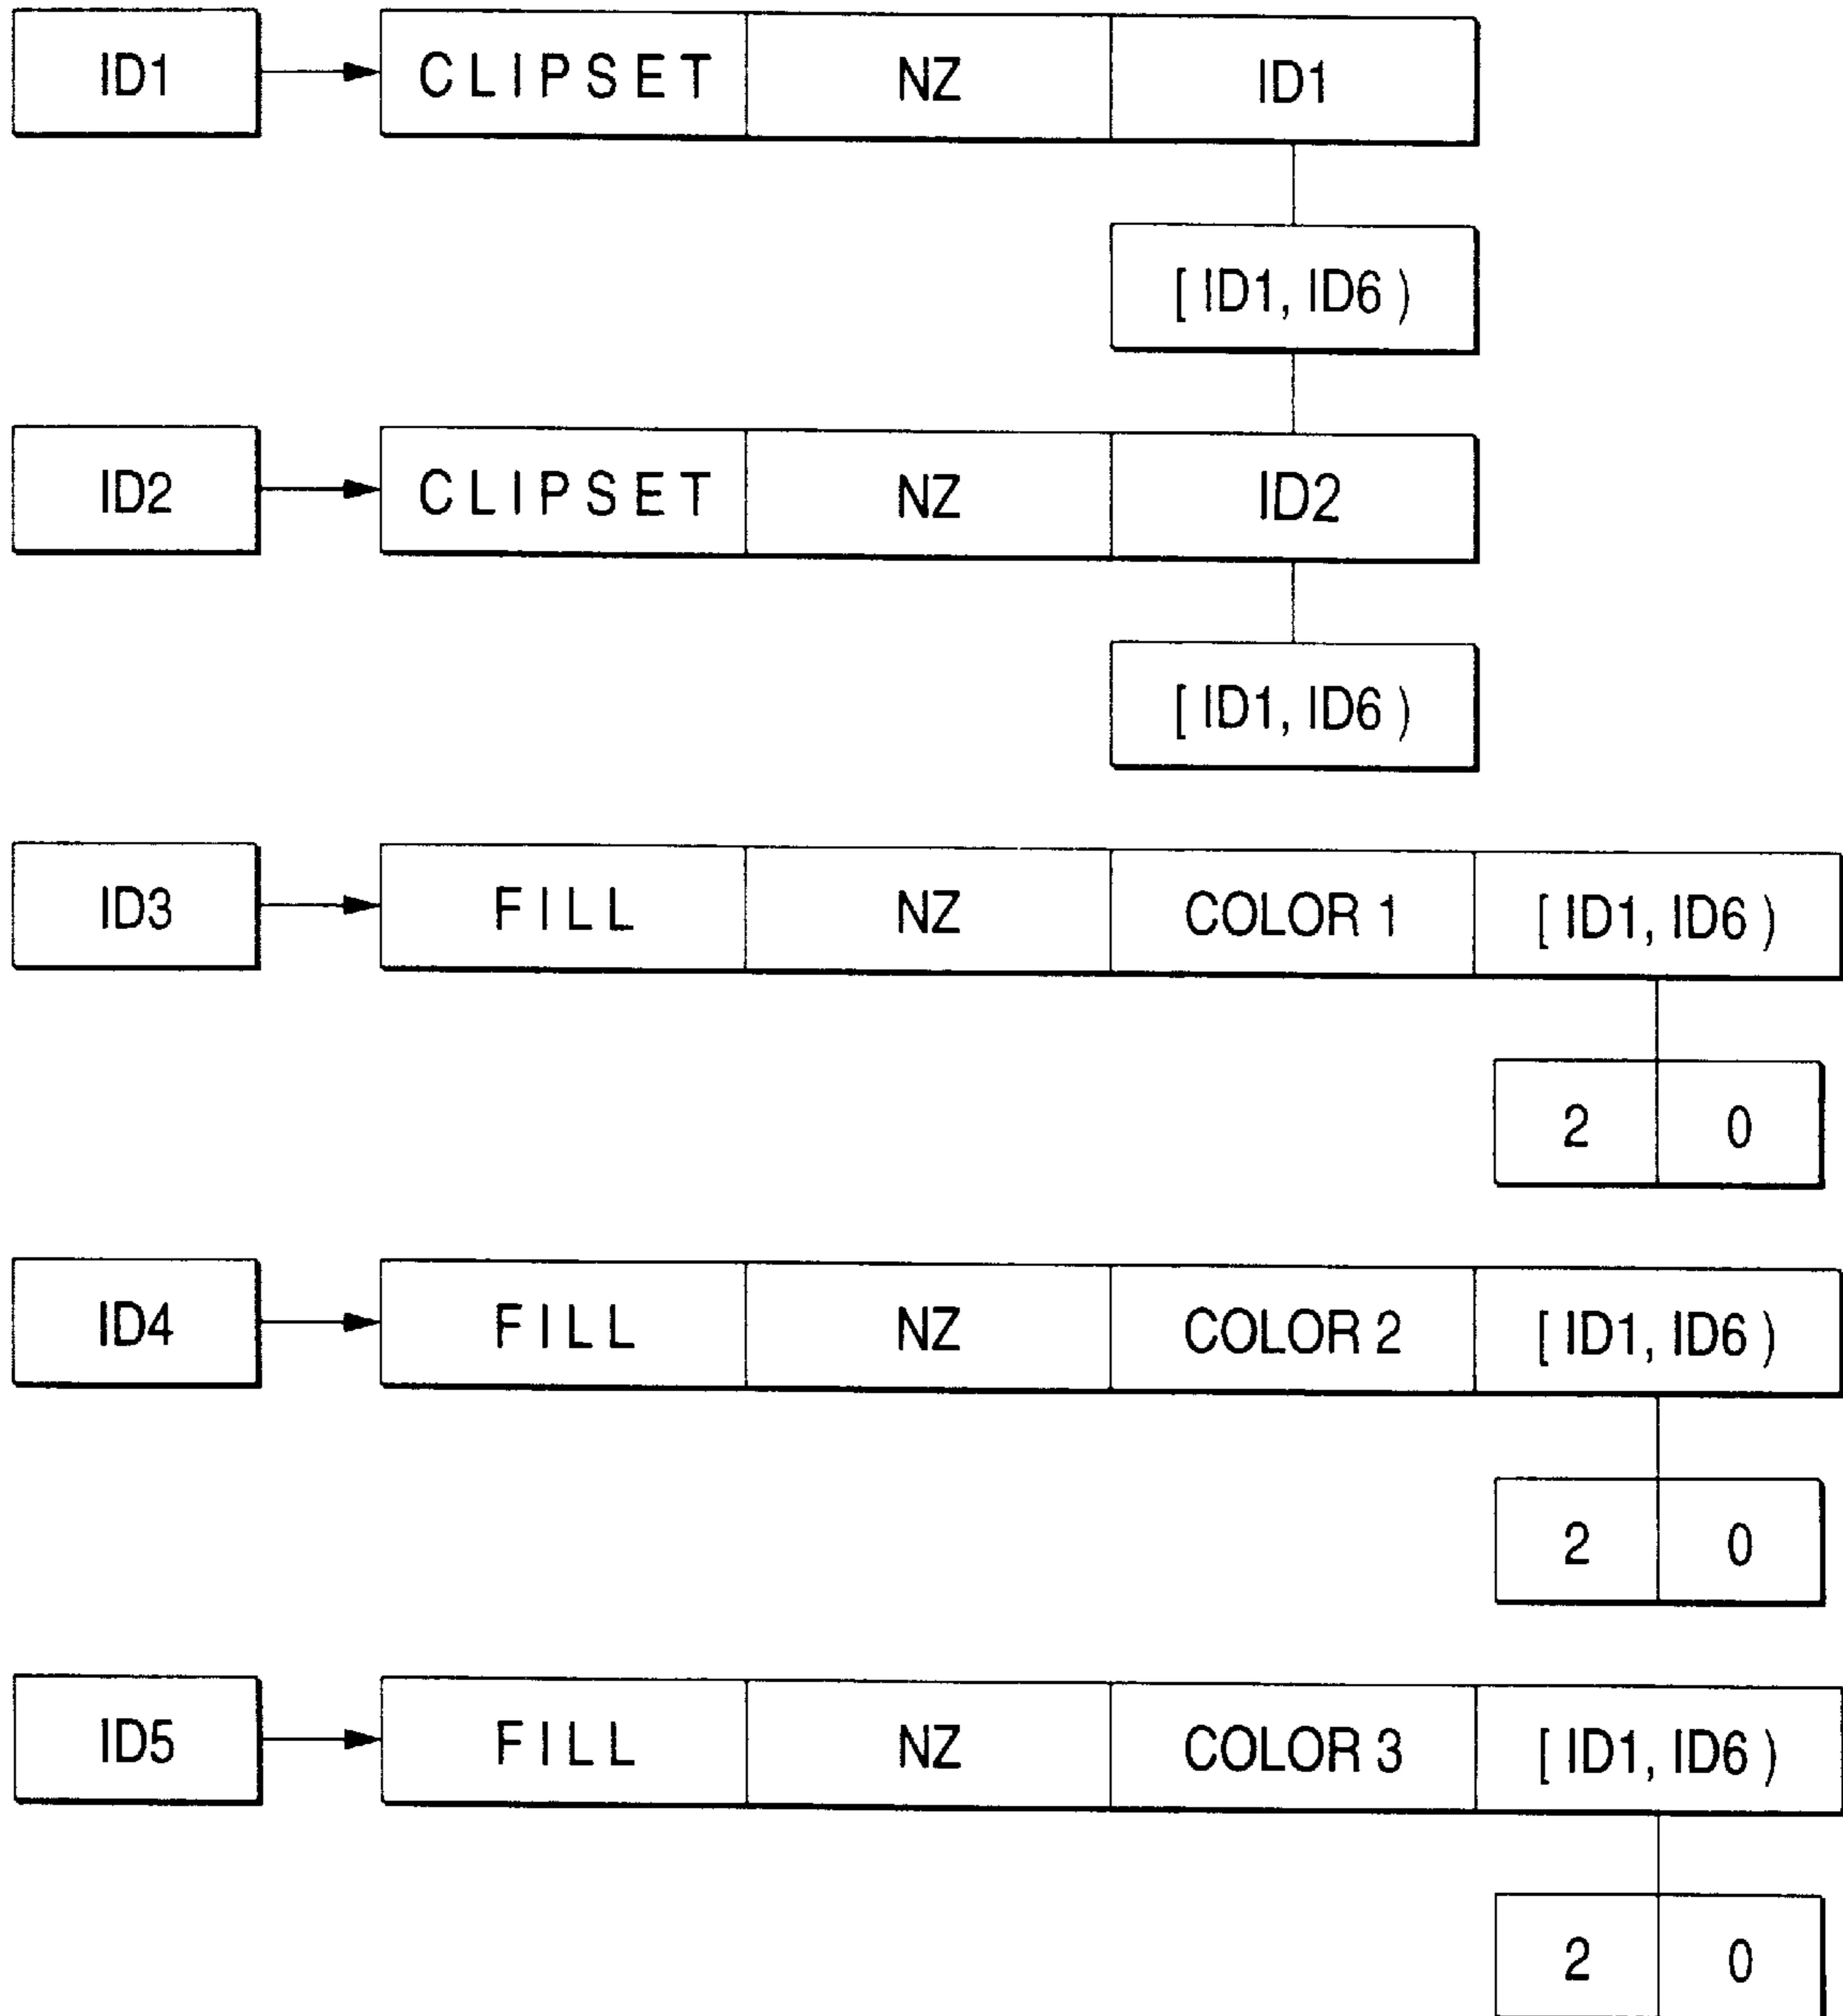 ID1 CLIPSET NZ ID1
[ ID1, ID6 )
ID2 CLIPSET NZ ID2
[ ID1, ID6 )
ID3 FILL NZ COLOR 1 [ ID1, ID6 )
2 0
ID4 FILL NZ COLOR 2 [ ID1, ID6 )
2 0
ID5 FILL NZ COLOR 3 [ ID1, ID6 )
2 0